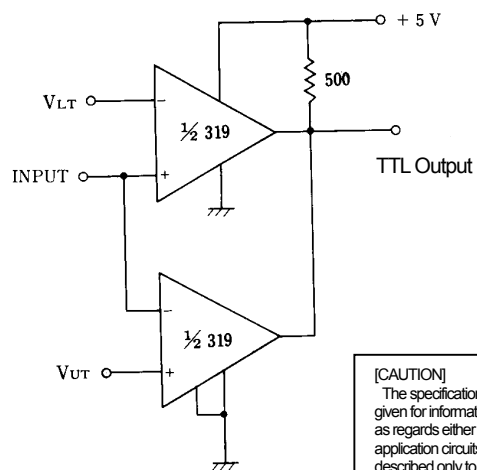 + 5 V
500
VLT
−
½ 319
INPUT
+
TTL Output
−
½ 319
VUT
+
[CAUTION]
The specification
given for informat
as regards either
application circuits
described only to